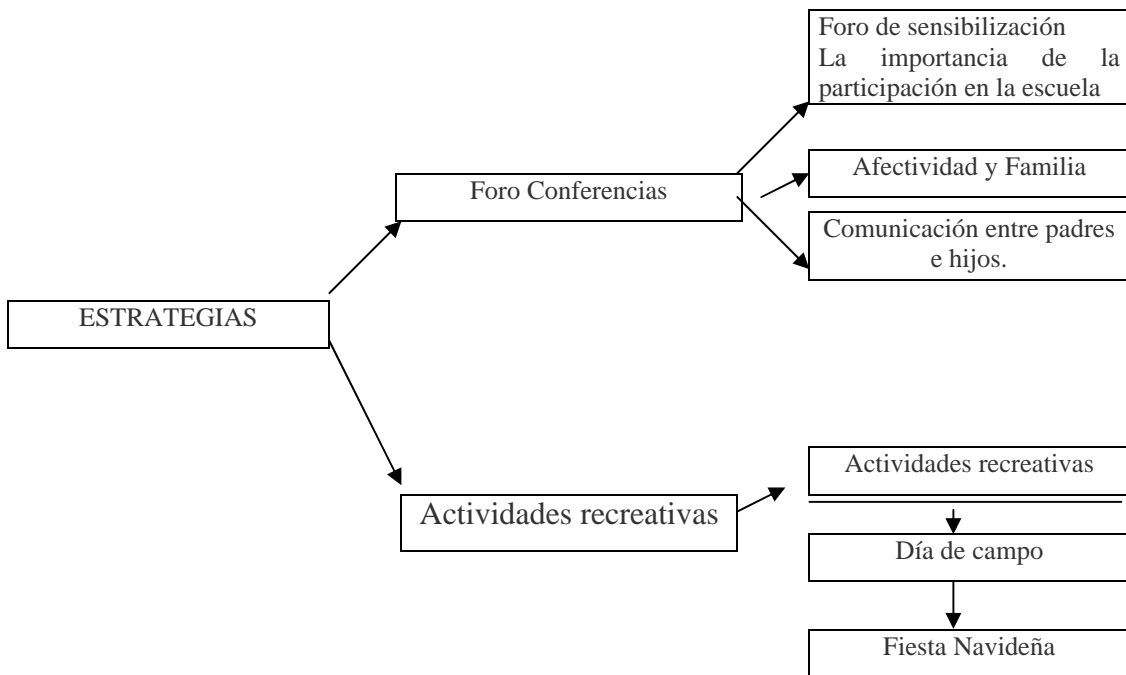 Foro de sensibilización
La importancia de la
participación en la escuela
Afectividad y Familia
Foro Conferencias
Comunicación entre padres
e hijos.
ESTRATEGIAS
Actividades recreativas
Actividades recreativas
Día de campo
Fiesta Navideña